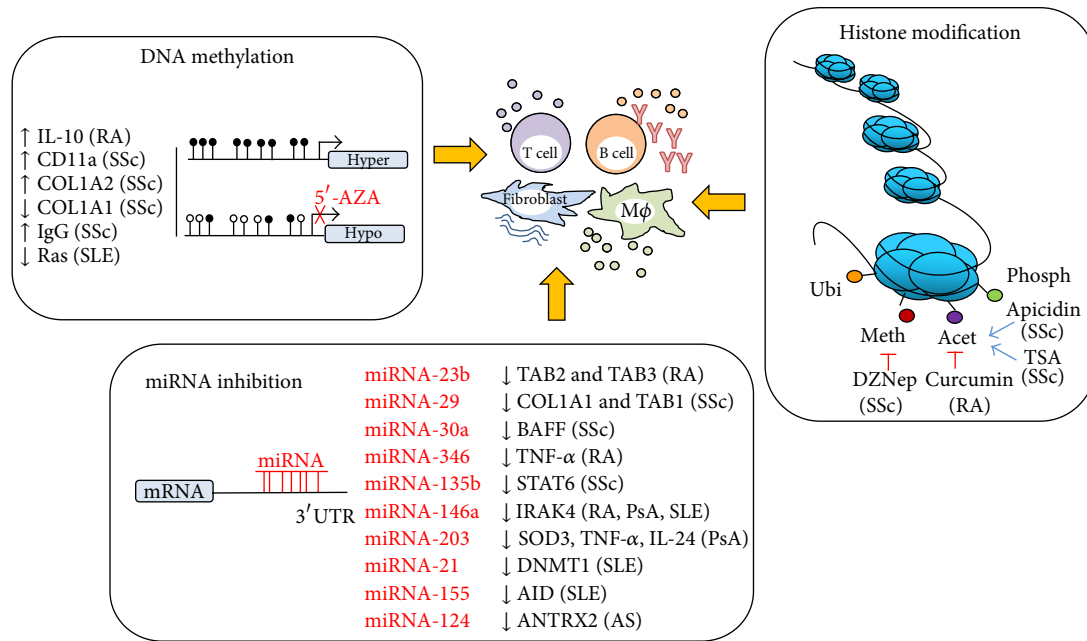 DNA methylation
↑ IL-10 (RA)
↑ CD11a (SSc)
↑ COL1A2 (SSc)
↓ COL1A1 (SSc)
↑ IgG (SSc)
↓ Ras (SLE)
Hyper
5′-AZA
Hypo
T cell
B cell
Fibroblast
Mϕ
Histone modification
Ubi
Phosph
Meth
Acet
Apicidin
(SSc)
TSA
(SSc)
DZNep
(SSc)
Curcumin
(RA)
miRNA inhibition
miRNA
mRNA
3′UTR
miRNA-23b ↓ TAB2 and TAB3 (RA)
miRNA-29 ↓ COL1A1 and TAB1 (SSc)
miRNA-30a ↓ BAFF (SSc)
miRNA-346 ↓ TNF-α (RA)
miRNA-135b ↓ STAT6 (SSc)
miRNA-146a ↓ IRAK4 (RA, PsA, SLE)
miRNA-203 ↓ SOD3, TNF-α, IL-24 (PsA)
miRNA-21 ↓ DNMT1 (SLE)
miRNA-155 ↓ AID (SLE)
miRNA-124 ↓ ANTRX2 (AS)